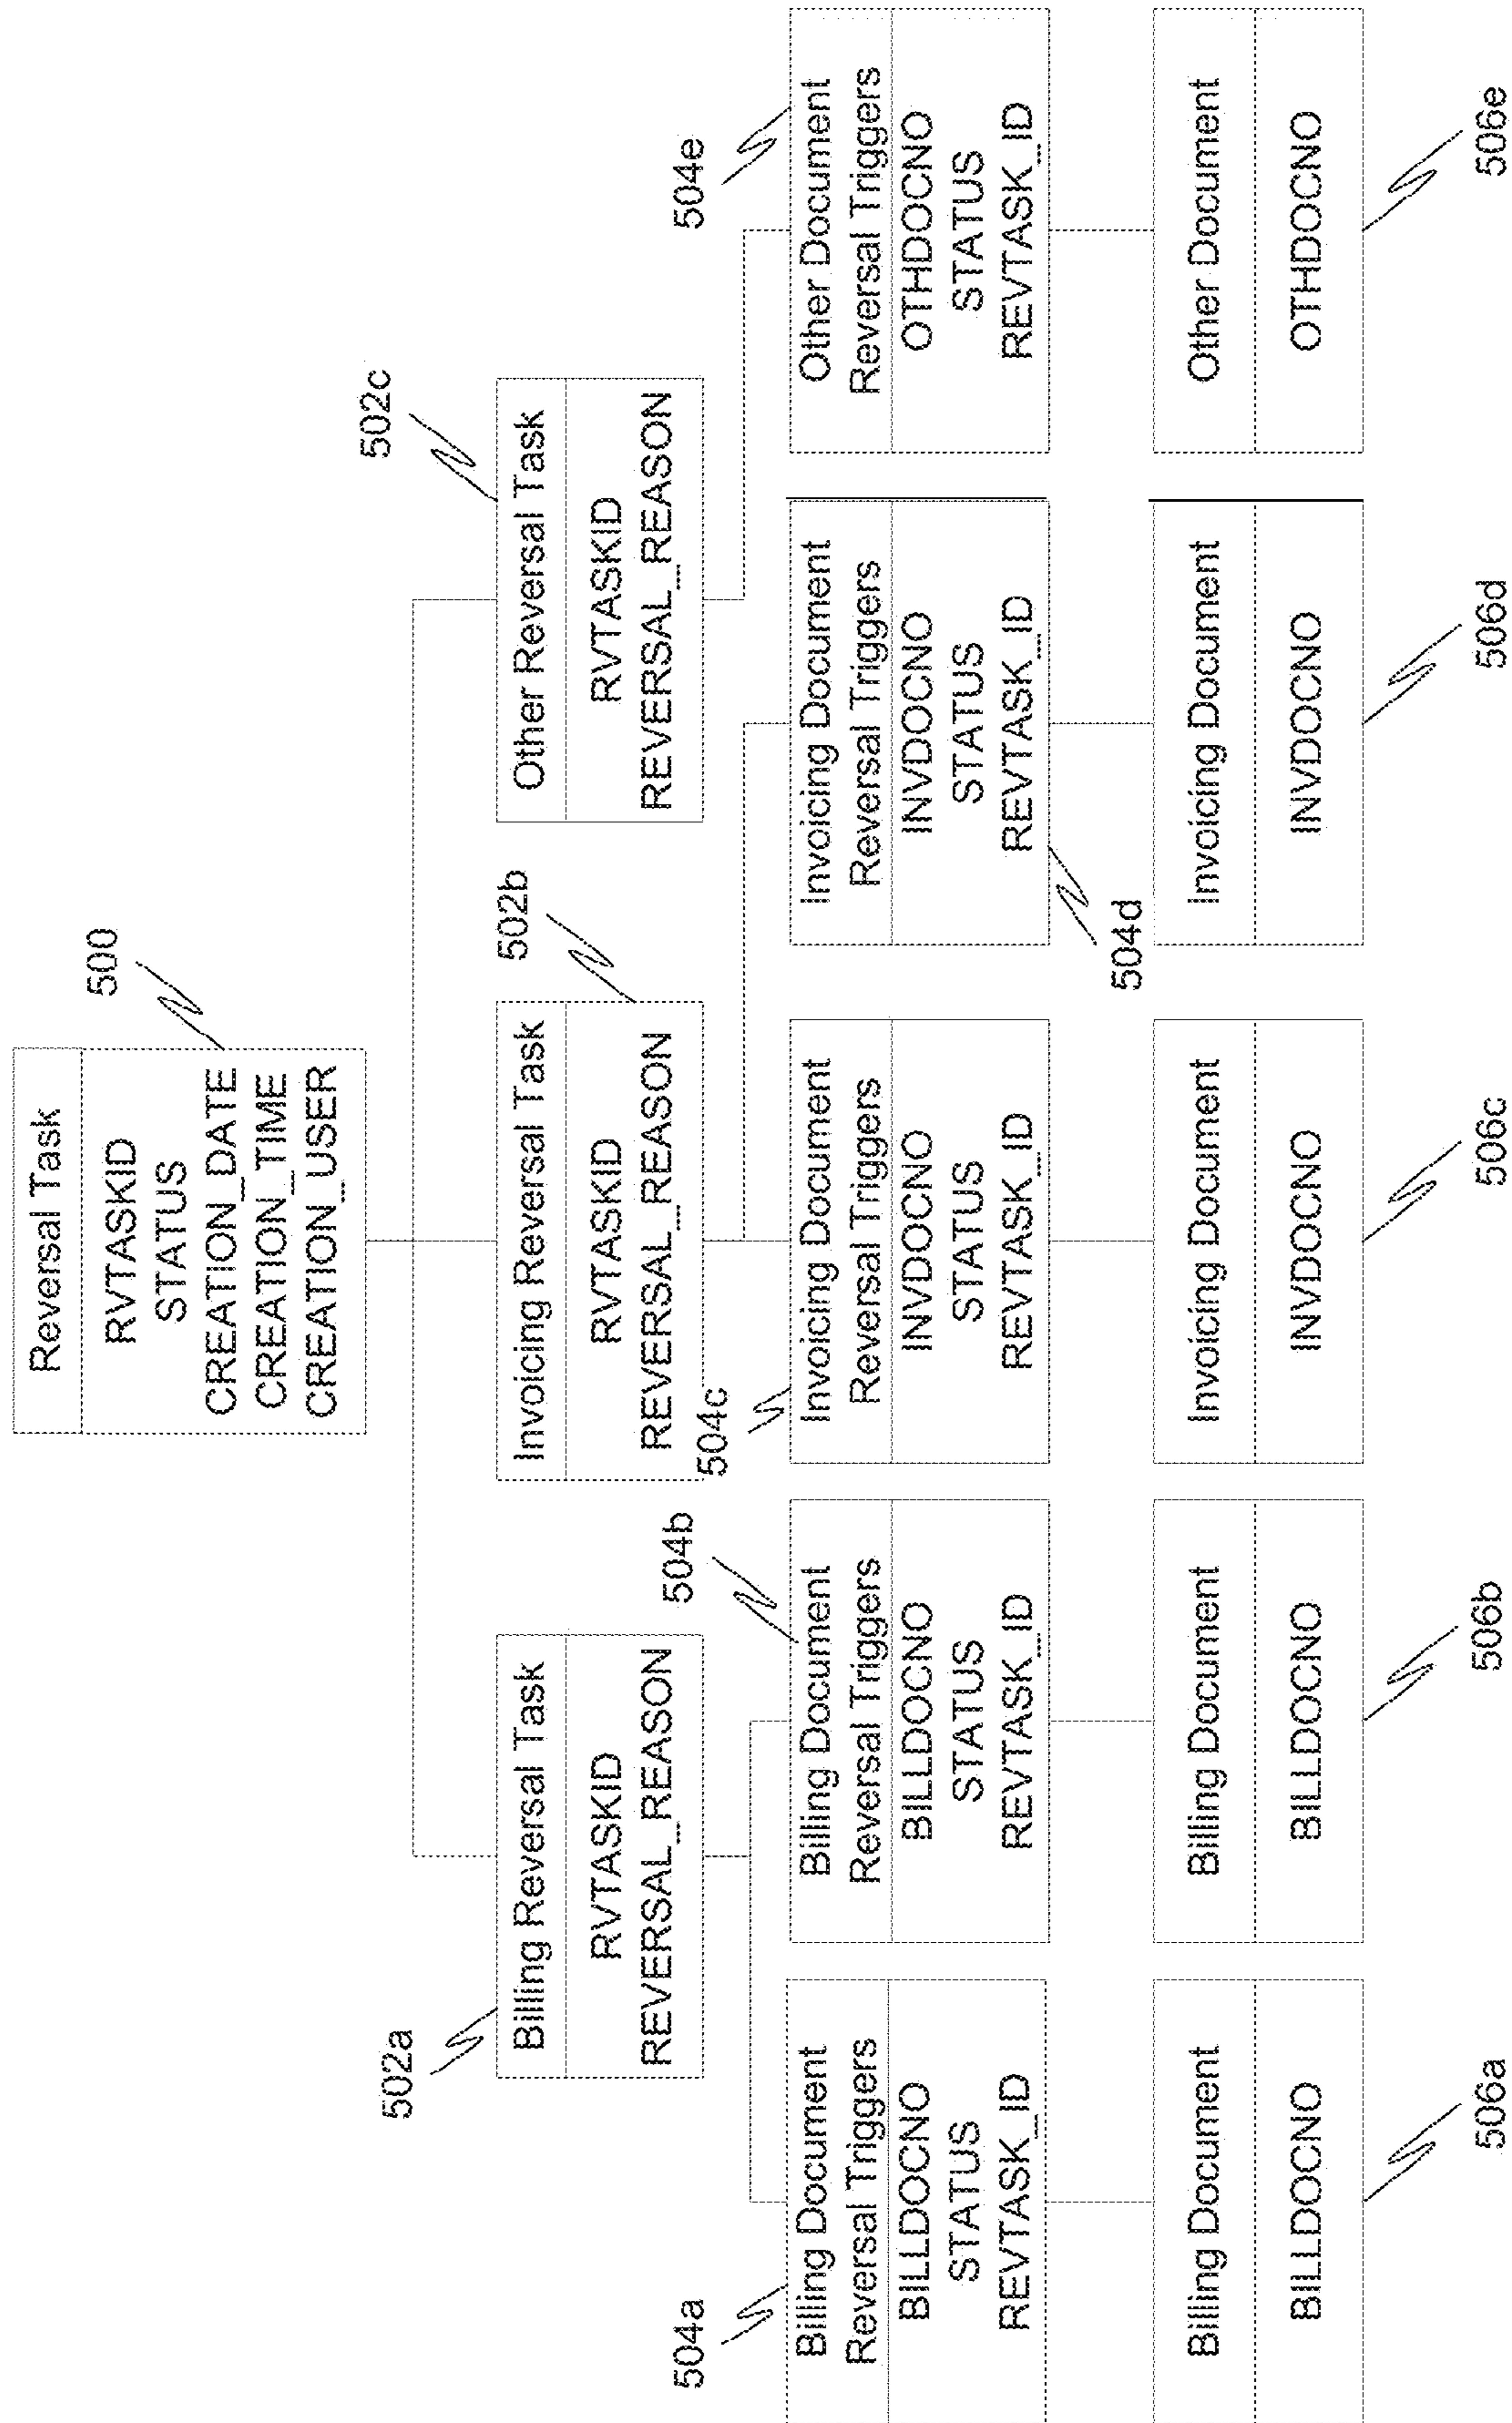 500
Reversal Task
RVTASKID
STATUS
CREATION_DATE
CREATION_TIME
CREATION_USER
502a
Billing Reversal Task
RVTASKID
REVERSAL_REASON
502b
Invoicing Reversal Task
RVTASKID
REVERSAL_REASON
502c
Other Reversal Task
RVTASKID
REVERSAL_REASON
504a
Billing Document
Reversal Triggers
BILLDOCNO
STATUS
REVTASK_ID
504b
Billing Document
Reversal Triggers
BILLDOCNO
STATUS
REVTASK_ID
504c
Invoicing Document
Reversal Triggers
INVDOCNO
STATUS
REVTASK_ID
504d
Invoicing Document
Reversal Triggers
INVDOCNO
STATUS
REVTASK_ID
504e
Other Document
Reversal Triggers
OTHDOCNO
STATUS
REVTASK_ID
Billing Document
BILLDOCNO
506a
Billing Document
BILLDOCNO
506b
Invoicing Document
INVDOCNO
506c
Invoicing Document
INVDOCNO
506d
Other Document
OTHDOCNO
506e